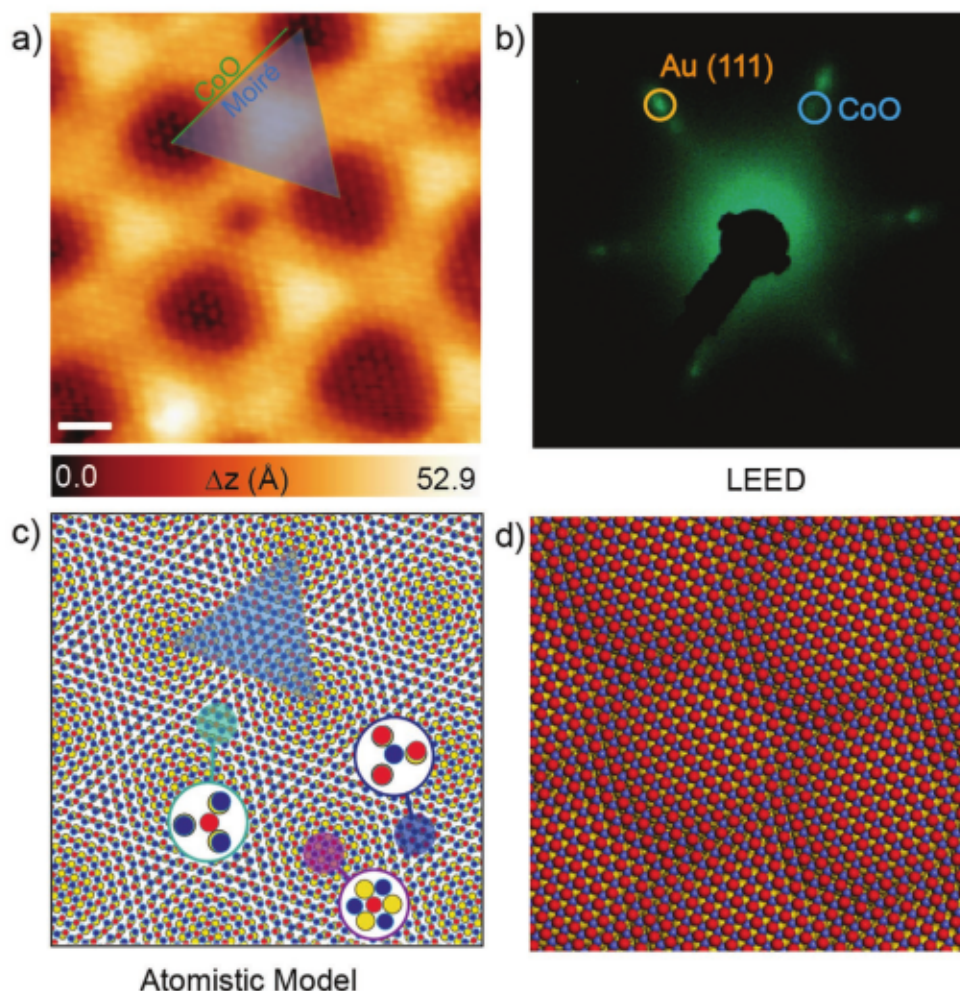 a)
CoO
Moiré
0.0
Δz (Å)
52.9
b)
Au (111)
CoO
LEED
c)
Atomistic Model
d)